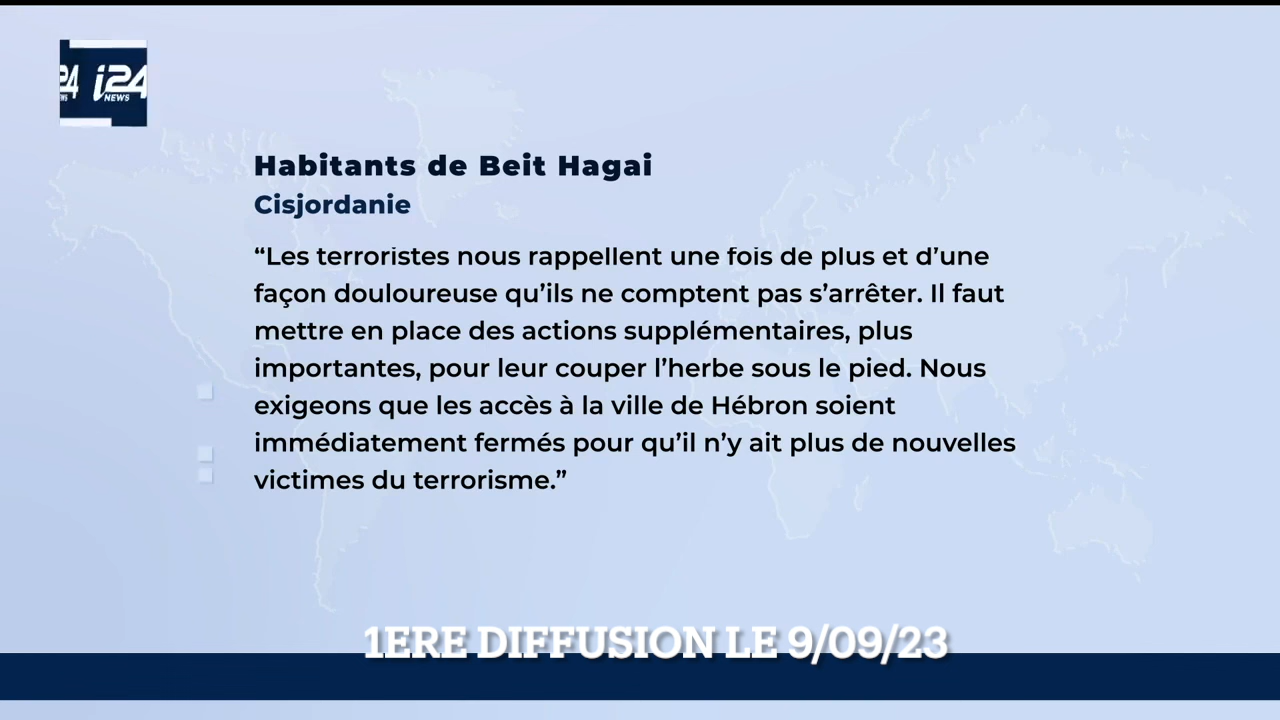 24 i24
NEWS NEWS
Habitants de Beit Hagai
Cisjordanie
“Les terroristes nous rappellent une fois de plus et d’une
façon douloureuse qu’ils ne comptent pas s’arrêter. Il faut
mettre en place des actions supplémentaires, plus
importantes, pour leur couper l’herbe sous le pied. Nous
exigeons que les accès à la ville de Hébron soient
immédiatement fermés pour qu’il n’y ait plus de nouvelles
victimes du terrorisme.”
1ERE DIFFUSION LE 9/09/23